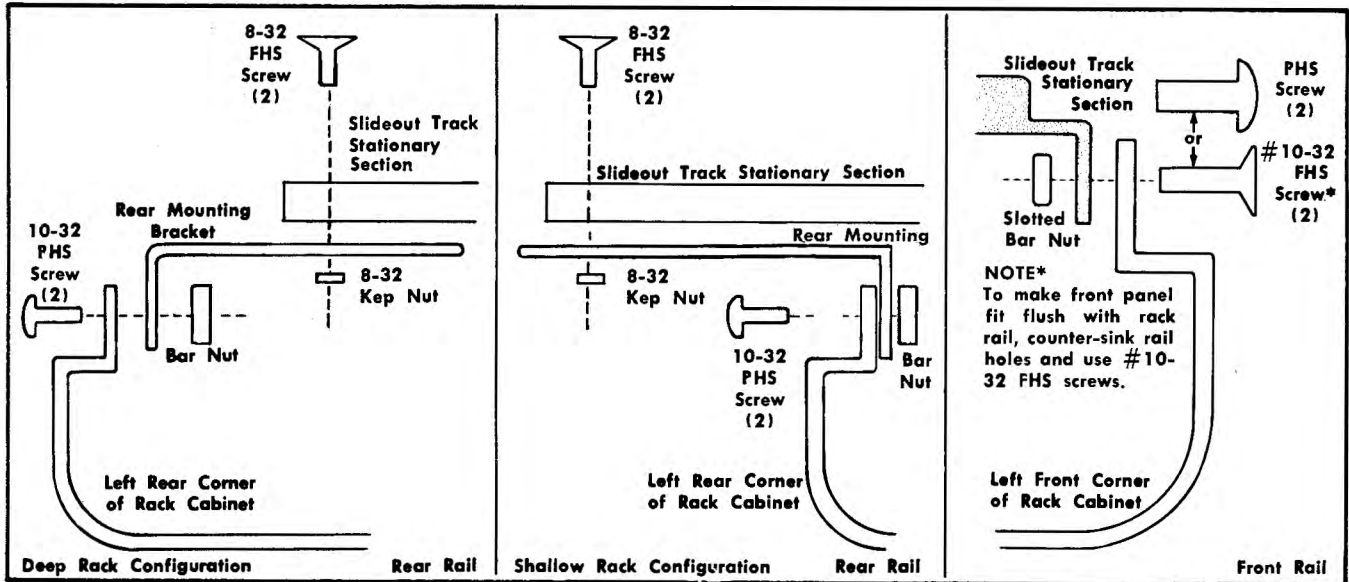 8-32
FHS
Screw
(2)
Slideout Track
Stationary
Section
Rear Mounting
Bracket
10-32
PHS
Screw
(2)
8-32
Kep Nut
Bar Nut
Left Rear Corner
of Rack Cabinet
Deep Rack Configuration
Rear Rail
8-32
FHS
Screw
(2)
Slideout Track Stationary Section
Rear Mounting
8-32
Kep Nut
10-32
PHS
Screw
(2)
Bar
Nut
Left Rear Corner
of Rack Cabinet
Shallow Rack Configuration
Rear Rail
Slideout Track
Stationary
Section
PHS
Screw
(2)
or
#10-32
FHS
Screw*
(2)
Slotted
Bar Nut
NOTE*
To make front panel
fit flush with rack
rail, counter-sink rail
holes and use #10-
32 FHS screws.
Left Front Corner
of Rack Cabinet
Front Rail